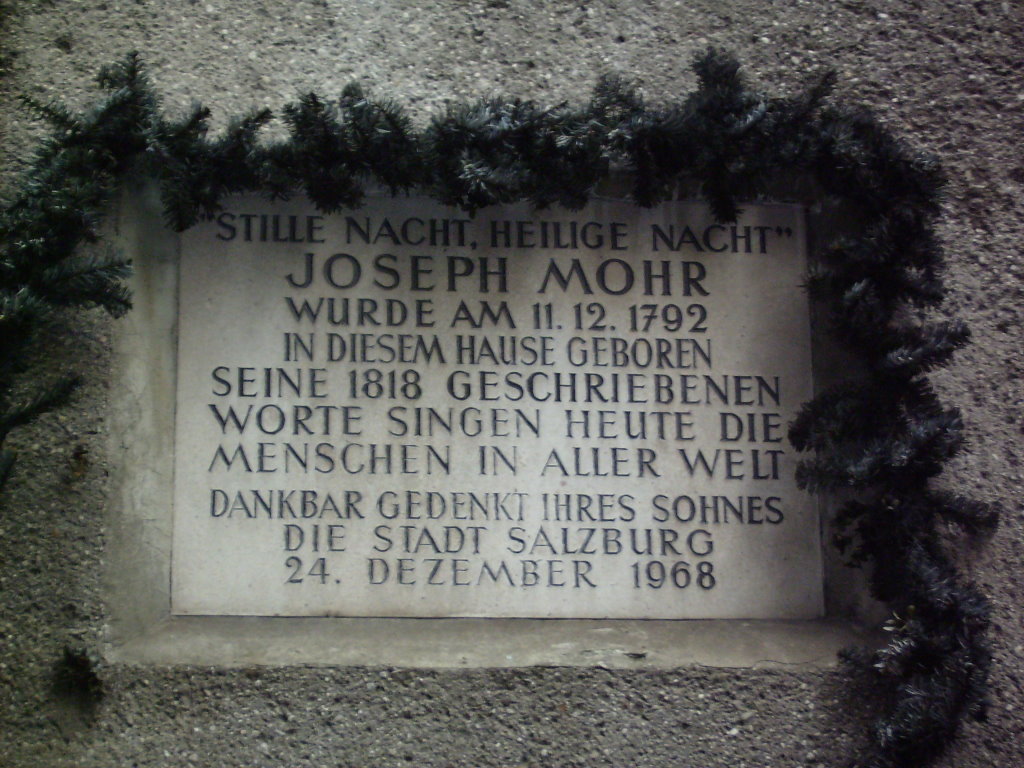 "STILLE NACHT, HEILIGE NACHT"
JOSEPH MOHR
WURDE AM 11. 12. 1792
IN DIESEM HAUSE GEBOREN
SEINE 1818 GESCHRIEBENEN
WORTE SINGEN HEUTE DIE
MENSCHEN IN ALLER WELT
DANKBAR GEDENKT IHRES SOHNES
DIE STADT SALZBURG
24. DEZEMBER 1968